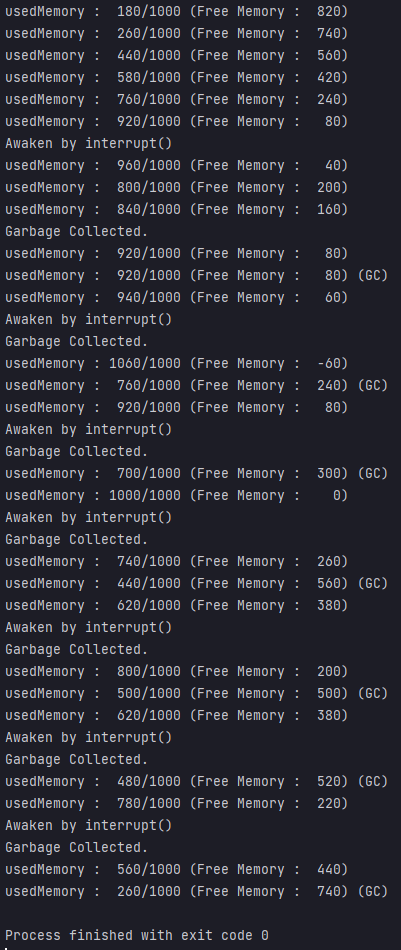 usedMemory :  180/1000 (Free Memory :  820)
usedMemory :  260/1000 (Free Memory :  740)
usedMemory :  440/1000 (Free Memory :  560)
usedMemory :  580/1000 (Free Memory :  420)
usedMemory :  760/1000 (Free Memory :  240)
usedMemory :  920/1000 (Free Memory :   80)
Awaken by interrupt()
usedMemory :  960/1000 (Free Memory :   40)
usedMemory :  800/1000 (Free Memory :  200)
usedMemory :  840/1000 (Free Memory :  160)
Garbage Collected.
usedMemory :  920/1000 (Free Memory :   80)
usedMemory :  920/1000 (Free Memory :   80) (GC)
usedMemory :  940/1000 (Free Memory :   60)
Awaken by interrupt()
Garbage Collected.
usedMemory : 1060/1000 (Free Memory :  -60)
usedMemory :  760/1000 (Free Memory :  240) (GC)
usedMemory :  920/1000 (Free Memory :   80)
Awaken by interrupt()
Garbage Collected.
usedMemory :  700/1000 (Free Memory :  300) (GC)
usedMemory : 1000/1000 (Free Memory :    0)
Awaken by interrupt()
Garbage Collected.
usedMemory :  740/1000 (Free Memory :  260)
usedMemory :  440/1000 (Free Memory :  560) (GC)
usedMemory :  620/1000 (Free Memory :  380)
Awaken by interrupt()
Garbage Collected.
usedMemory :  800/1000 (Free Memory :  200)
usedMemory :  500/1000 (Free Memory :  500) (GC)
usedMemory :  620/1000 (Free Memory :  380)
Awaken by interrupt()
Garbage Collected.
usedMemory :  480/1000 (Free Memory :  520) (GC)
usedMemory :  780/1000 (Free Memory :  220)
Awaken by interrupt()
Garbage Collected.
usedMemory :  560/1000 (Free Memory :  440)
usedMemory :  260/1000 (Free Memory :  740) (GC)
Process finished with exit code 0